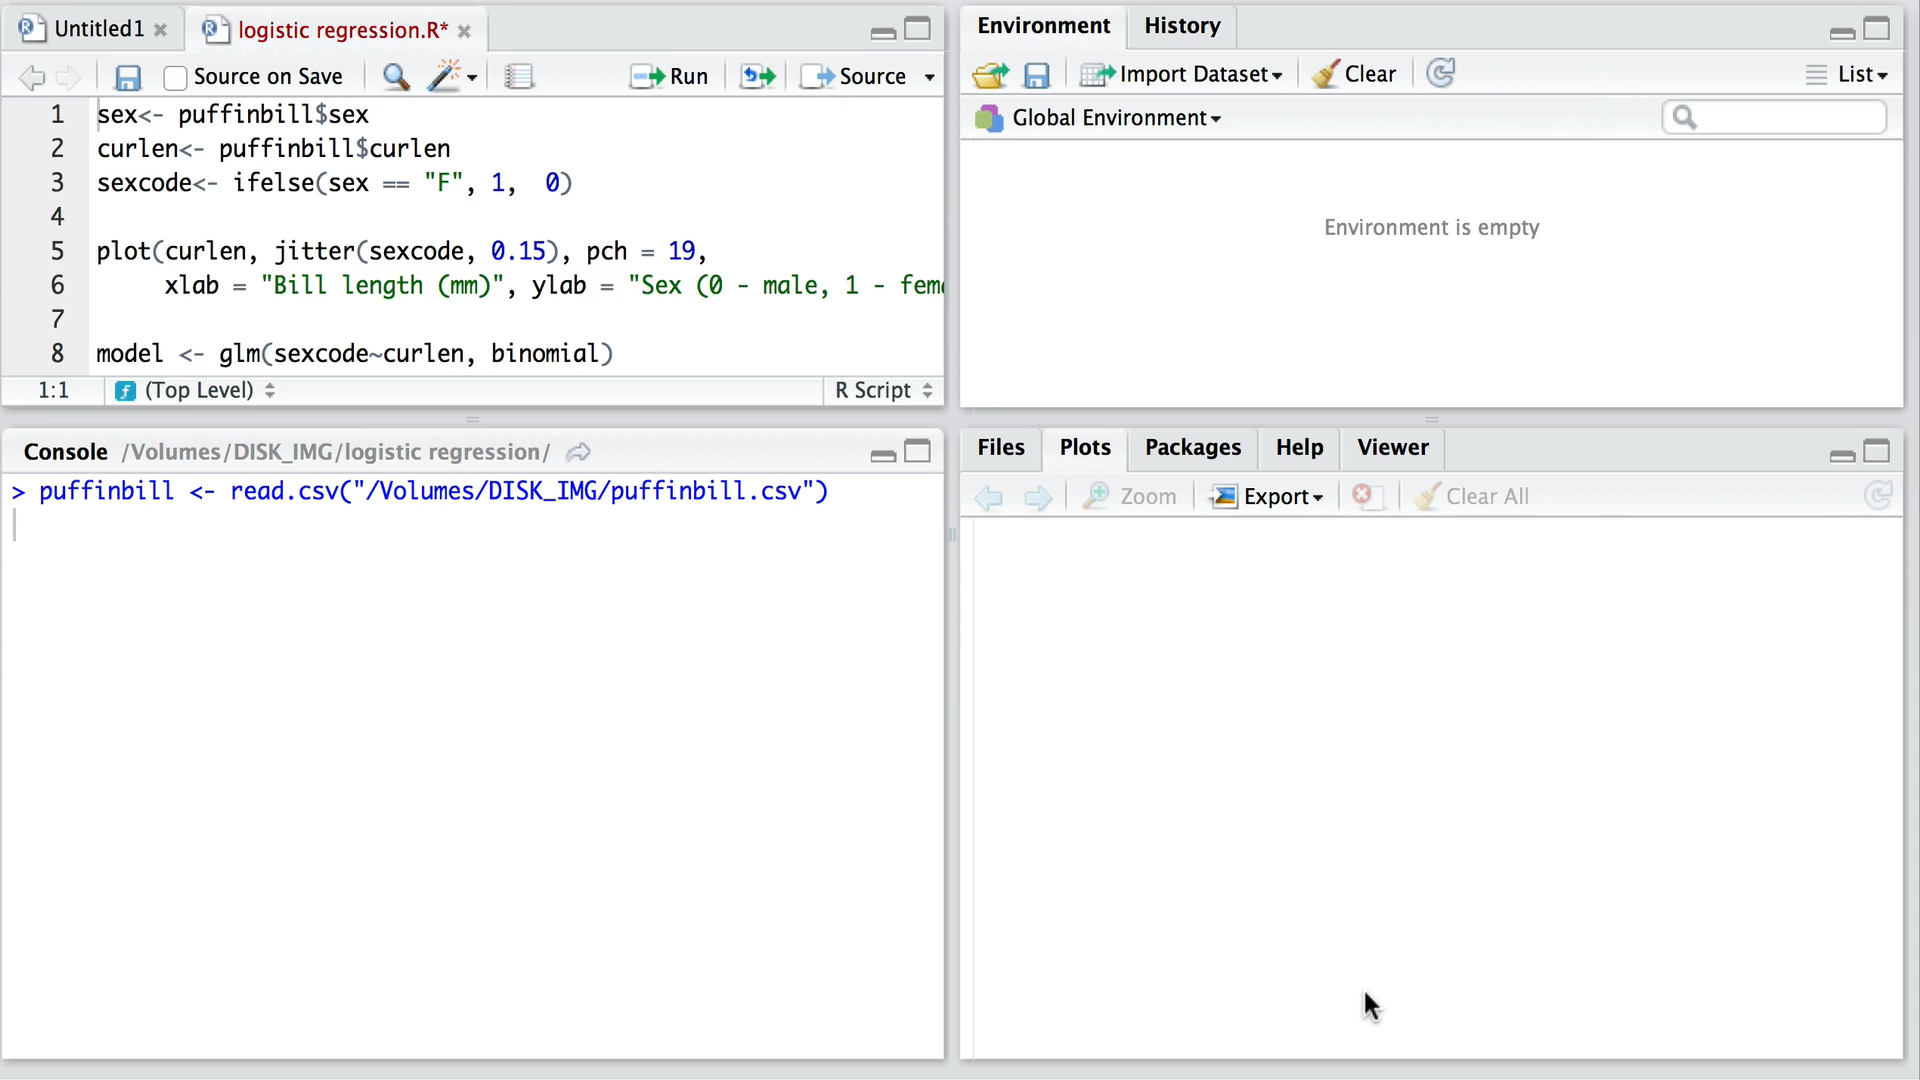 Untitled1
logistic regression.R*
Source on Save
Run
Source
1 sex<- puffinbill$sex
2 curlen<- puffinbill$curlen
3 sexcode<- ifelse(sex == "F", 1,  0)
4
5 plot(curlen, jitter(sexcode, 0.15), pch = 19,
6      xlab = "Bill length (mm)", ylab = "Sex (0 - male, 1 - fem
7
8 model <- glm(sexcode~curlen, binomial)
1:1 (Top Level) R Script
Console /Volumes/DISK_IMG/logistic regression/
> puffinbill <- read.csv("/Volumes/DISK_IMG/puffinbill.csv")
Environment History
Import Dataset Clear List
Global Environment
Environment is empty
Files Plots Packages Help Viewer
Zoom Export Clear All